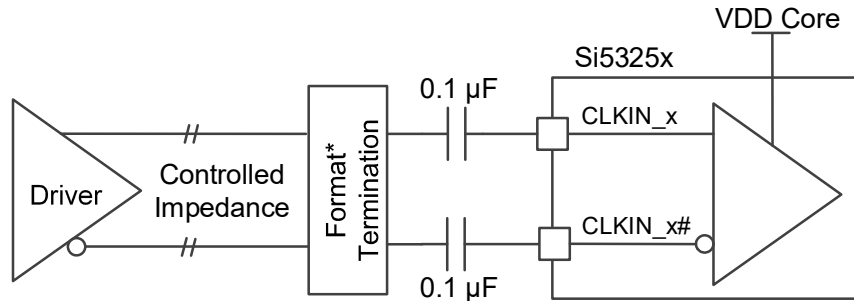 VDD Core
Si5325x
0.1 µF
CLKIN_x
Driver
Controlled
Impedance
Format*
Termination
CLKIN_x#
0.1 µF